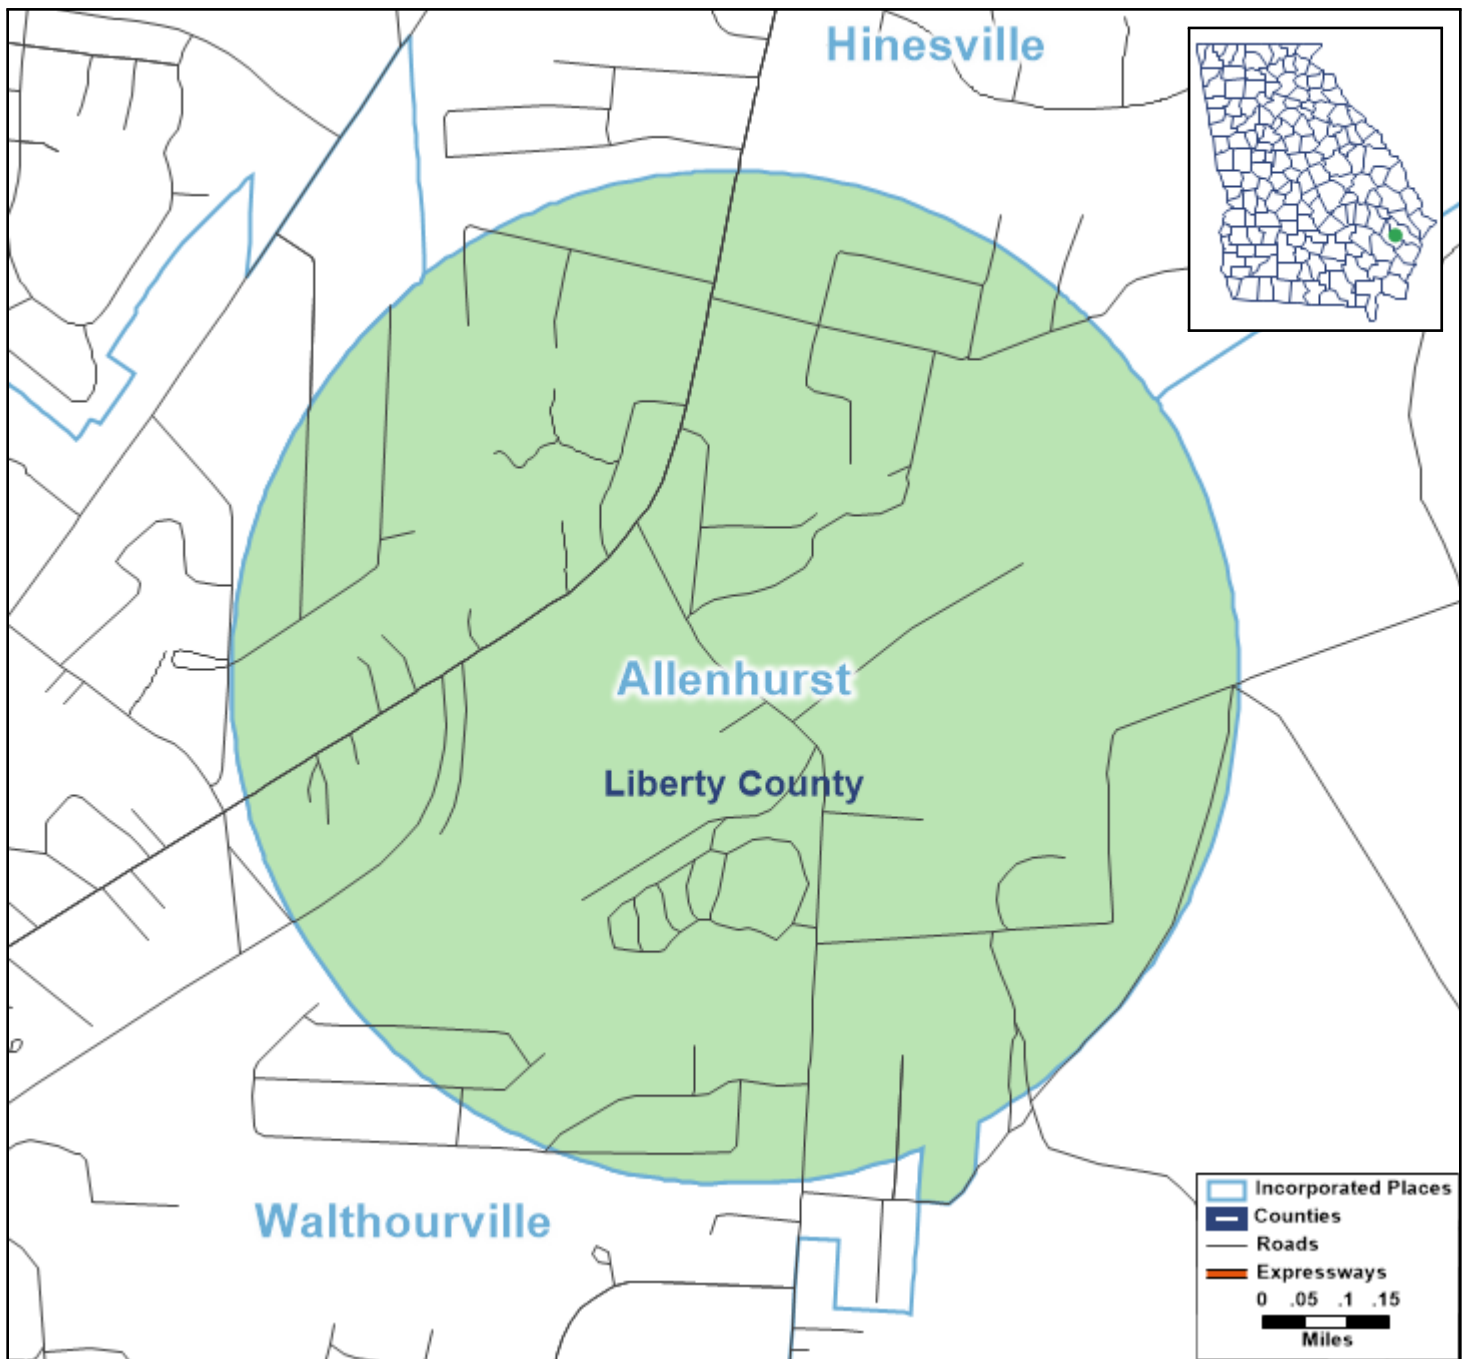 Hinesville
Allenhurst
Liberty County
Walthourville
Incorporated Places
Counties
Roads
Expressways
0 .05 .1 .15
Miles